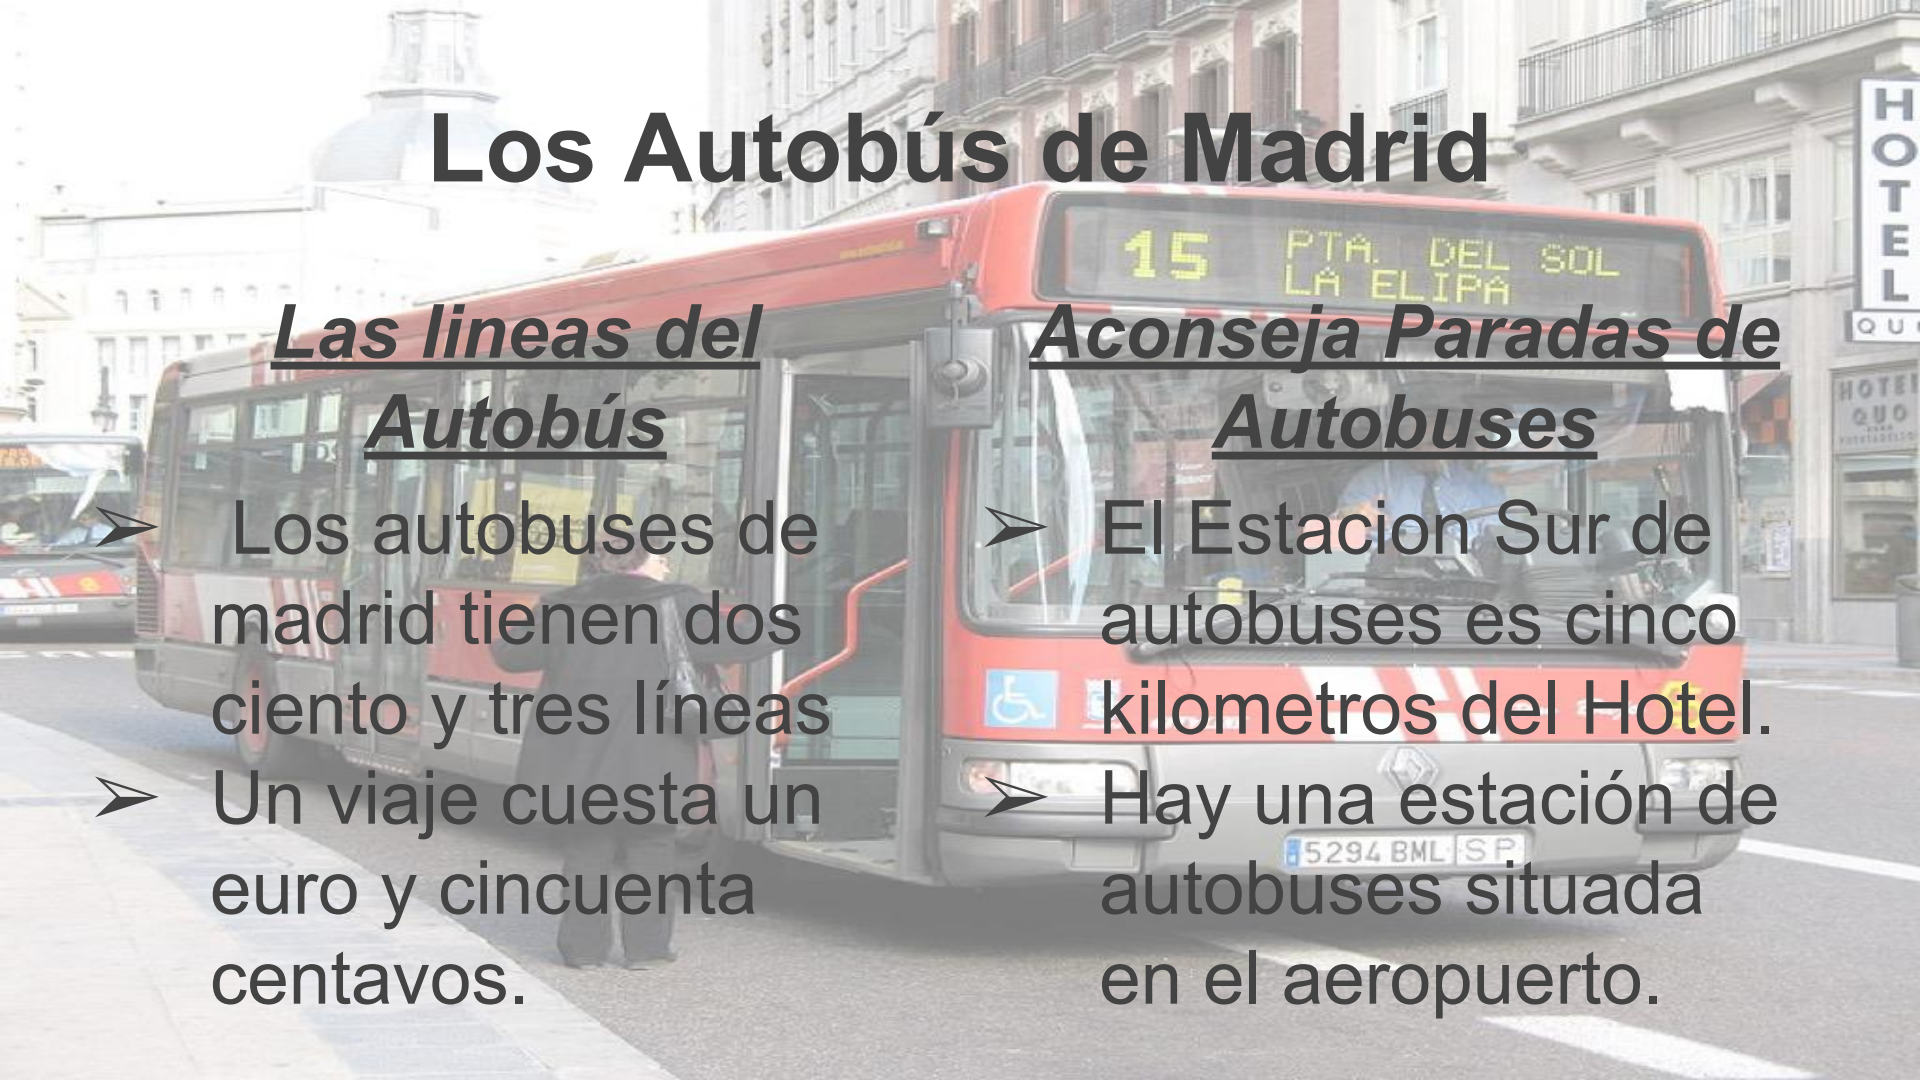 Los Autobús de Madrid
15 PTA. DEL SOL
LA ELIPA
HOTEL
QUO
HOTEL
QUO
Las lineas del
Autobús
➢ Los autobuses de
madrid tienen dos
ciento y tres líneas
➢ Un viaje cuesta un
euro y cincuenta
centavos.
Aconseja Paradas de
Autobuses
➢ El Estacion Sur de
autobuses es cinco
kilometros del Hotel.
➢ Hay una estación de
autobuses situada
en el aeropuerto.
5294 BML SP